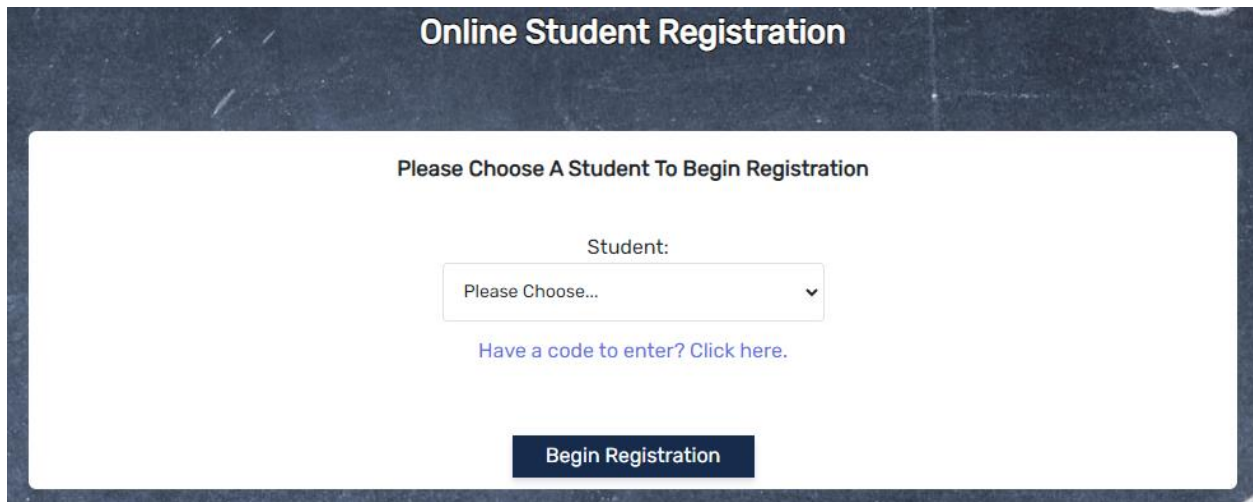 Online Student Registration
Please Choose A Student To Begin Registration
Student:
Please Choose...
Have a code to enter? Click here.
Begin Registration